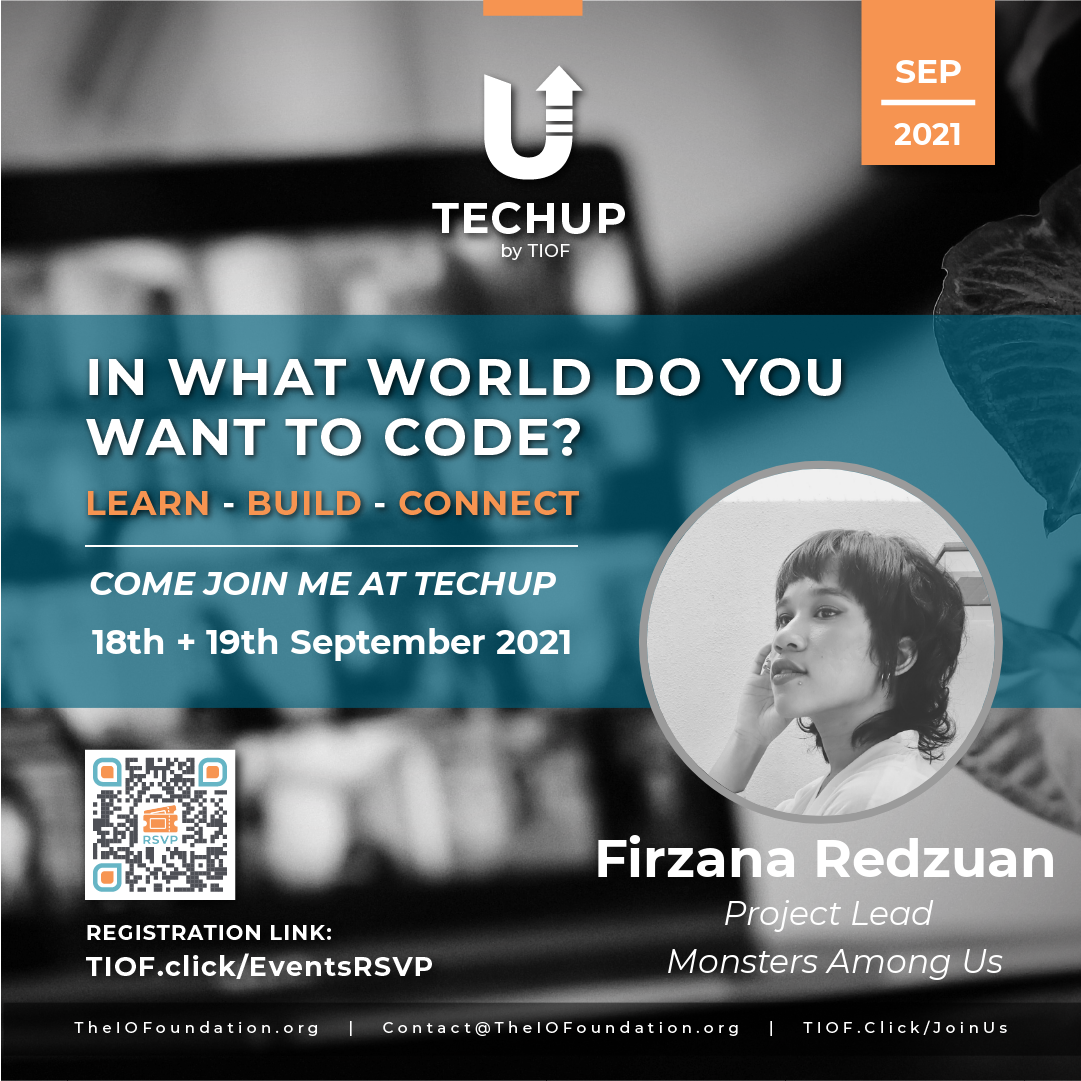 SEP
2021
TECHUP
by TIOF
IN WHAT WORLD DO YOU
WANT TO CODE?
LEARN - BUILD - CONNECT
COME JOIN ME AT TECHUP
18th + 19th September 2021
RSVP
REGISTRATION LINK:
TIOF.click/EventsRSVP
Firzana Redzuan
Project Lead
Monsters Among Us
TheIOFoundation.org | Contact@TheIOFoundation.org | TIOF.Click/JoinUs